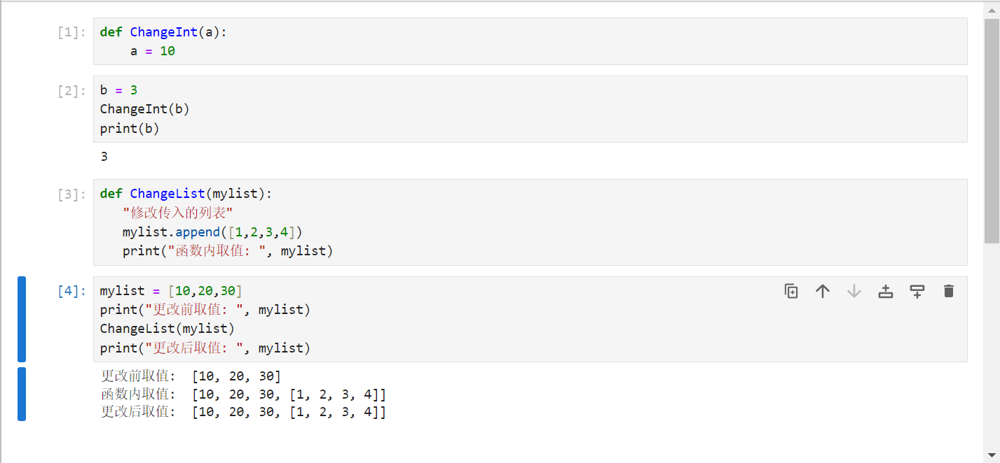 [1]: def ChangeInt(a):
    a = 10
[2]: b = 3
ChangeInt(b)
print(b)
3
[3]: def ChangeList(mylist):
   "修改传入的列表"
   mylist.append([1,2,3,4])
   print("函数内取值: ", mylist)
[4]: mylist = [10,20,30]
print("更改前取值: ", mylist)
ChangeList(mylist)
print("更改后取值: ", mylist)
更改前取值:  [10, 20, 30]
函数内取值:  [10, 20, 30, [1, 2, 3, 4]]
更改后取值:  [10, 20, 30, [1, 2, 3, 4]]